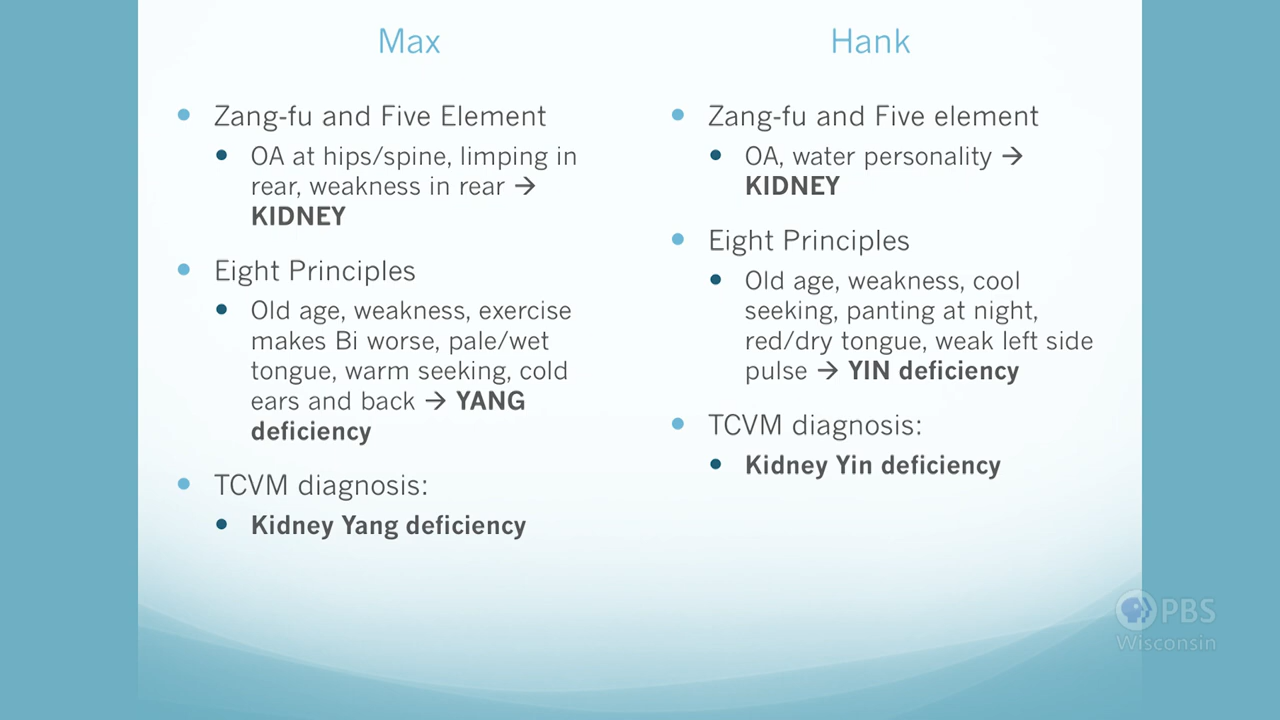 Max
• Zang-fu and Five Element
• OA at hips/spine, limping in
rear, weakness in rear →
KIDNEY
• Eight Principles
• Old age, weakness, exercise
makes Bi worse, pale/wet
tongue, warm seeking, cold
ears and back → YANG
deficiency
• TCVM diagnosis:
• Kidney Yang deficiency
Hank
• Zang-fu and Five element
• OA, water personality →
KIDNEY
• Eight Principles
• Old age, weakness, cool
seeking, panting at night,
red/dry tongue, weak left side
pulse → YIN deficiency
• TCVM diagnosis:
• Kidney Yin deficiency
PBS
Wisconsin